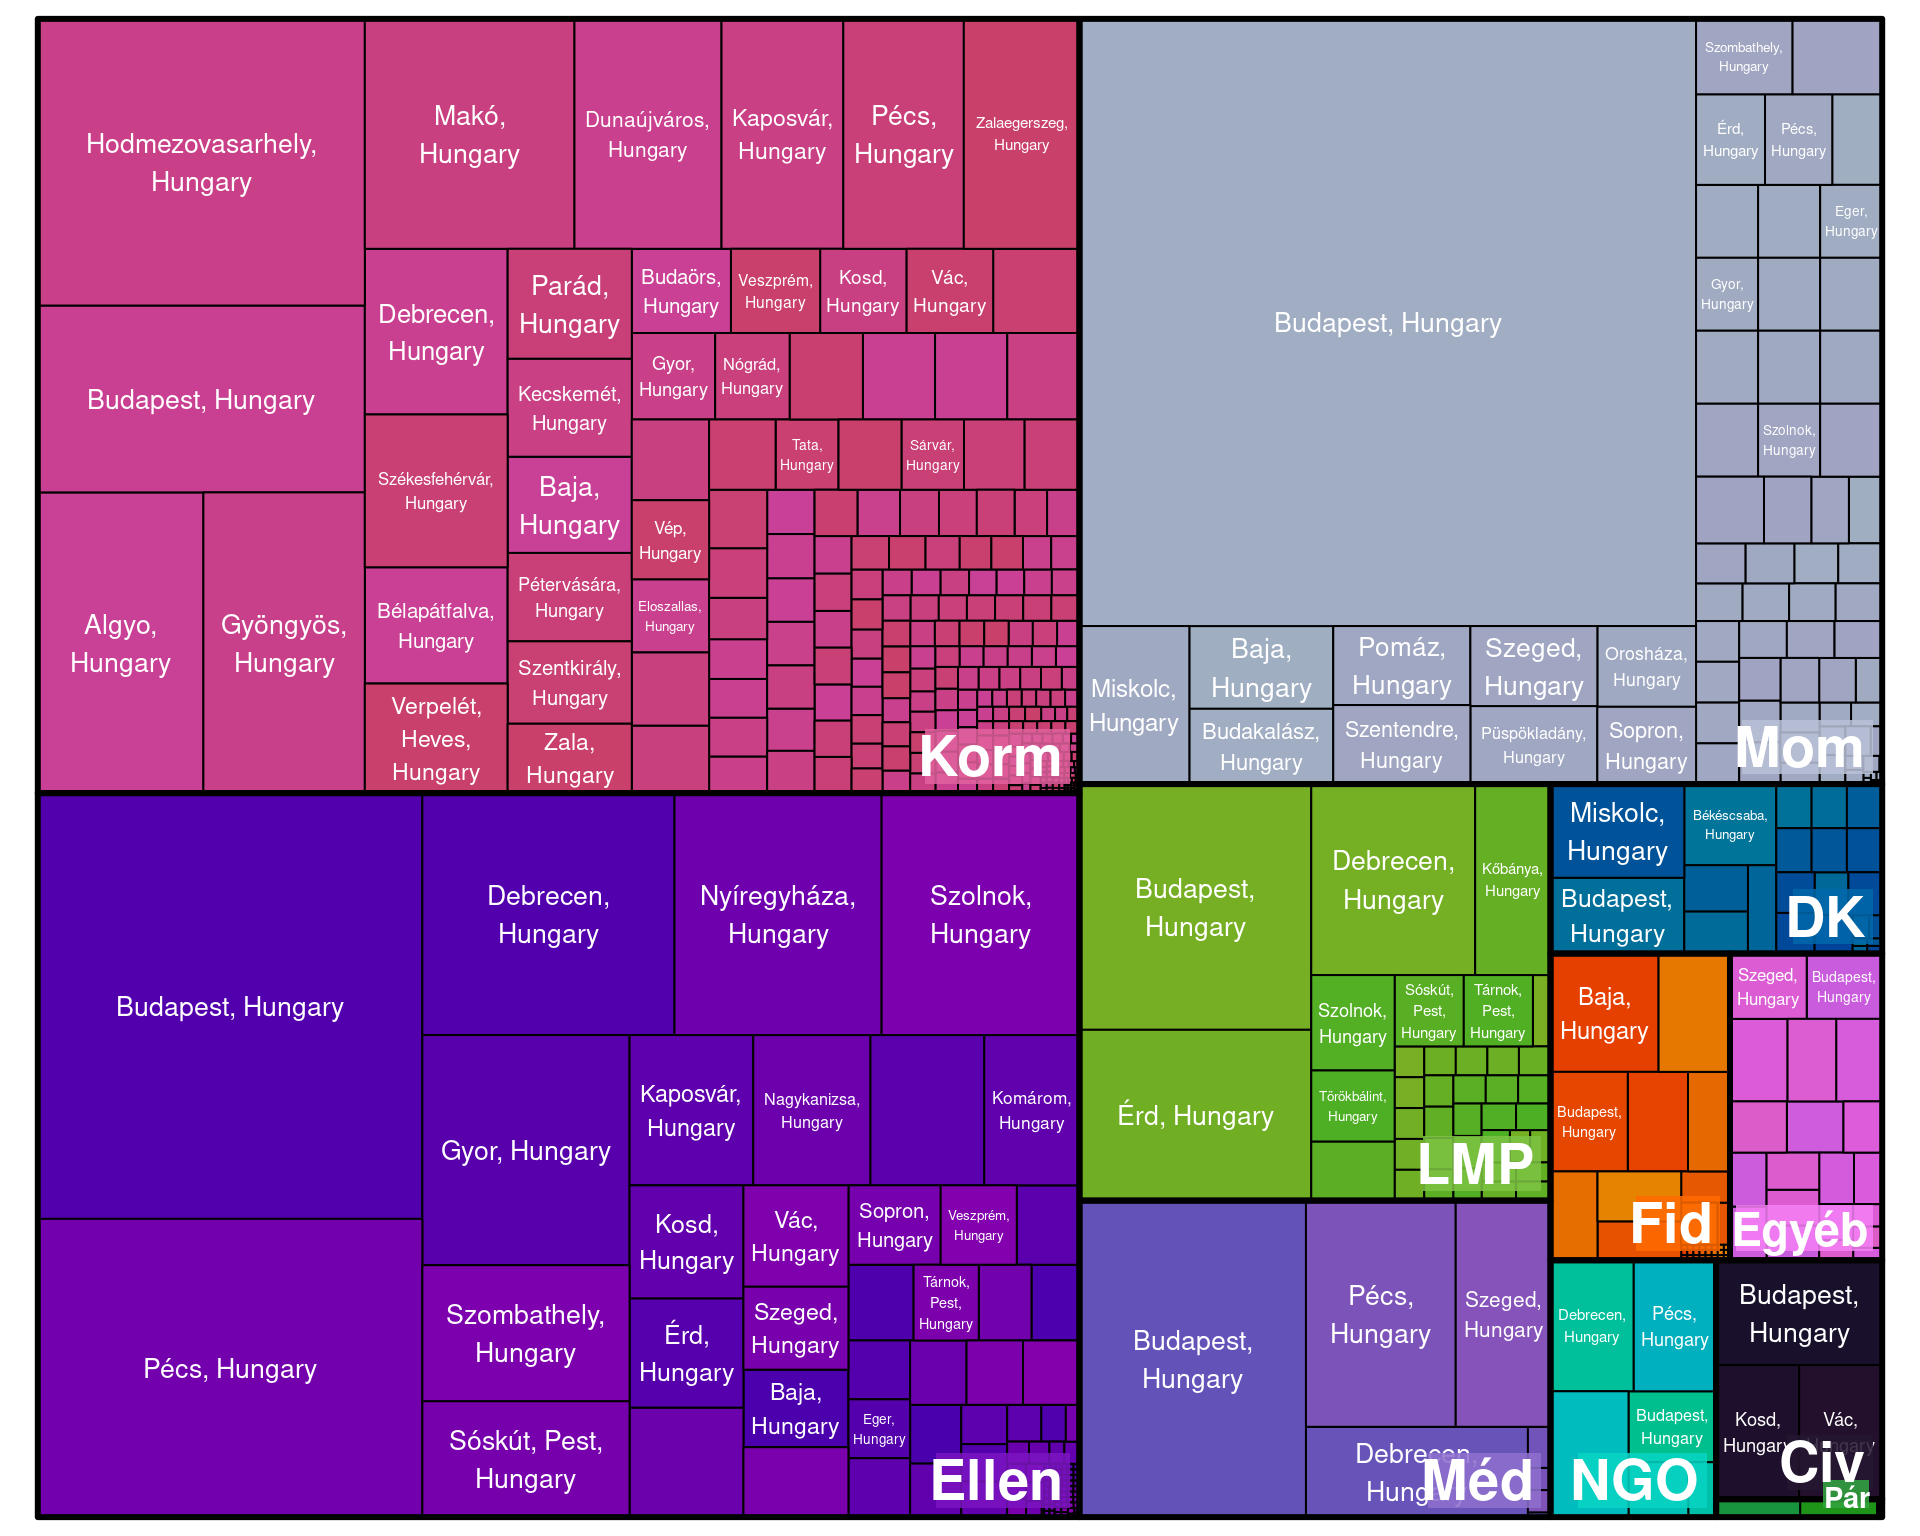 Hodmezovasarhely,
Hungary
Budapest, Hungary
Algyo,
Hungary
Gyöngyös,
Hungary
Makó,
Hungary
Dunaújváros,
Hungary
Kaposvár,
Hungary
Pécs,
Hungary
Zalaegerszeg,
Hungary
Debrecen,
Hungary
Székesfehérvár,
Hungary
Bélapátfalva,
Hungary
Verpelét,
Heves,
Hungary
Parád,
Hungary
Kecskemét,
Hungary
Baja,
Hungary
Pétervására,
Hungary
Szentkirály,
Hungary
Zala,
Hungary
Budaörs,
Hungary
Veszprém,
Hungary
Kosd,
Hungary
Vác,
Hungary
Gyor,
Hungary
Nógrád,
Hungary
Tata,
Hungary
Sárvár,
Hungary
Vép,
Hungary
Eloszallas,
Hungary
Korm
Budapest, Hungary
Miskolc,
Hungary
Baja,
Hungary
Budakalász,
Hungary
Pomáz,
Hungary
Szentendre,
Hungary
Szeged,
Hungary
Püspökladány,
Hungary
Orosháza,
Hungary
Sopron,
Hungary
Szombathely,
Hungary
Érd,
Hungary
Pécs,
Hungary
Eger,
Hungary
Gyor,
Hungary
Szolnok,
Hungary
Mom
Budapest, Hungary
Pécs, Hungary
Debrecen,
Hungary
Nyíregyháza,
Hungary
Szolnok,
Hungary
Gyor, Hungary
Szombathely,
Hungary
Sóskút, Pest,
Hungary
Kaposvár,
Hungary
Nagykanizsa,
Hungary
Komárom,
Hungary
Kosd,
Hungary
Érd,
Hungary
Vác,
Hungary
Szeged,
Hungary
Baja,
Hungary
Sopron,
Hungary
Veszprém,
Hungary
Tárnok,
Pest,
Hungary
Eger,
Hungary
Ellen
Budapest,
Hungary
Érd, Hungary
Debrecen,
Hungary
Kőbánya,
Hungary
Szolnok,
Hungary
Törökbálint,
Hungary
Sóskút,
Pest,
Hungary
Tárnok,
Pest,
Hungary
LMP
Budapest,
Hungary
Pécs,
Hungary
Szeged,
Hungary
Debrecen,
Hungary
Méd
Miskolc,
Hungary
Budapest,
Hungary
Békéscsaba,
Hungary
DK
Baja,
Hungary
Budapest,
Hungary
Fid
Szeged,
Hungary
Budapest,
Hungary
Egyéb
Debrecen,
Hungary
Pécs,
Hungary
Budapest,
Hungary
NGO
Budapest,
Hungary
Kosd,
Hungary
Vác,
Hungary
Civ
Pár